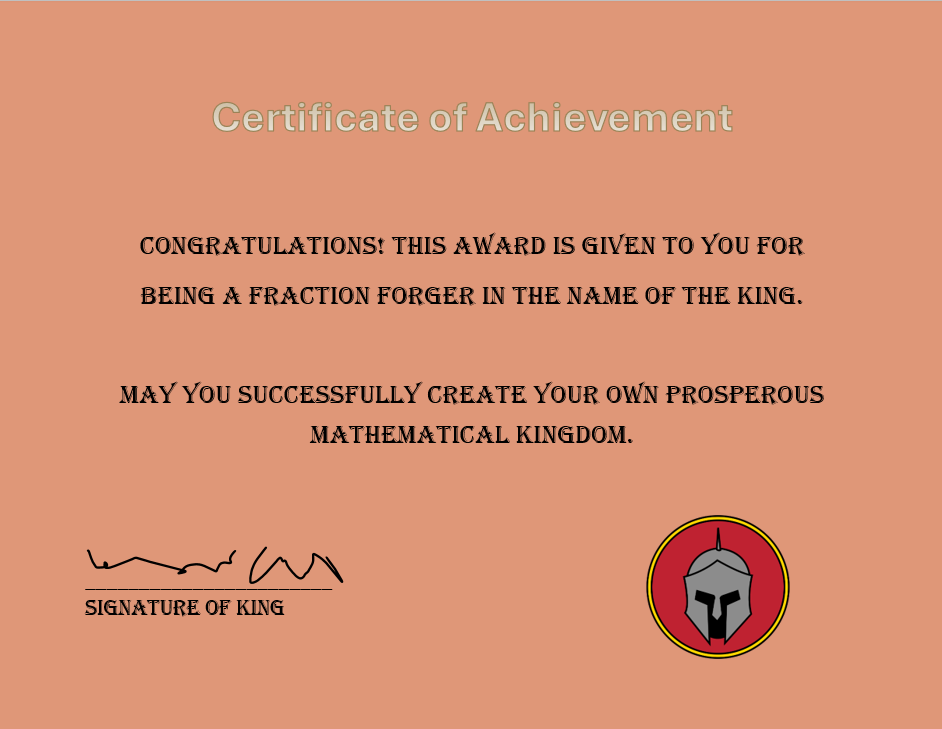 Certificate of Achievement
CONGRATULATIONS! THIS AWARD IS GIVEN TO YOU FOR
BEING A FRACTION FORGER IN THE NAME OF THE KING.
MAY YOU SUCCESSFULLY CREATE YOUR OWN PROSPEROUS
MATHEMATICAL KINGDOM.
SIGNATURE OF KING